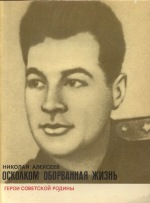 НИКОЛАЙ АЛЕКСЕЕВ
ОСКОЛКОМ ОБОРВАННАЯ ЖИЗНЬ
ГЕРОИ СОВЕТСКОЙ РОДИНЫ